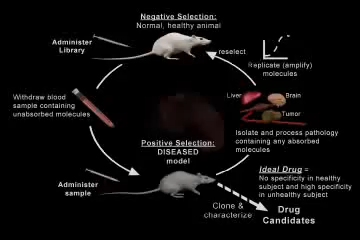 Negative Selection:
Normal, healthy animal
Administer
Library
reselect
Replicate (amplify)
molecules
Withdraw blood
sample containing
unabsorbed molecules
Liver
Brain
Tumor
Isolate and process pathology
containing any absorbed
molecules
Positive Selection:
DISEASED
model
Administer
sample
Ideal Drug =
No specificity in healthy
subject and high specificity
in unhealthy subject
Clone &
characterize
Drug
Candidates